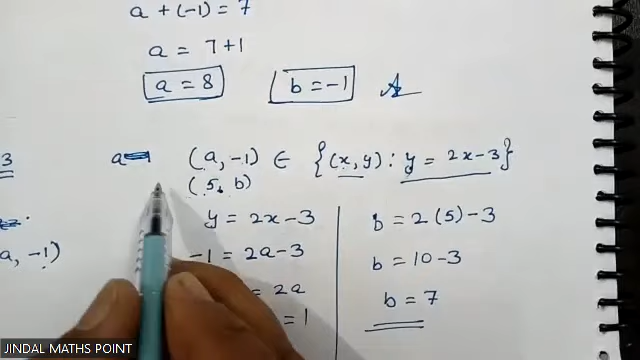 a + (-1) = 7
a = 7+1
a = 8 b = -1
3 a (a, -1) ∈ {(x, y) : y = 2x-3}
(5, b)
y = 2x-3 b = 2(5)-3
a, -1) -1 = 2a-3 b = 10-3
= 2a b = 7
= 1
JINDAL MATHS POINT